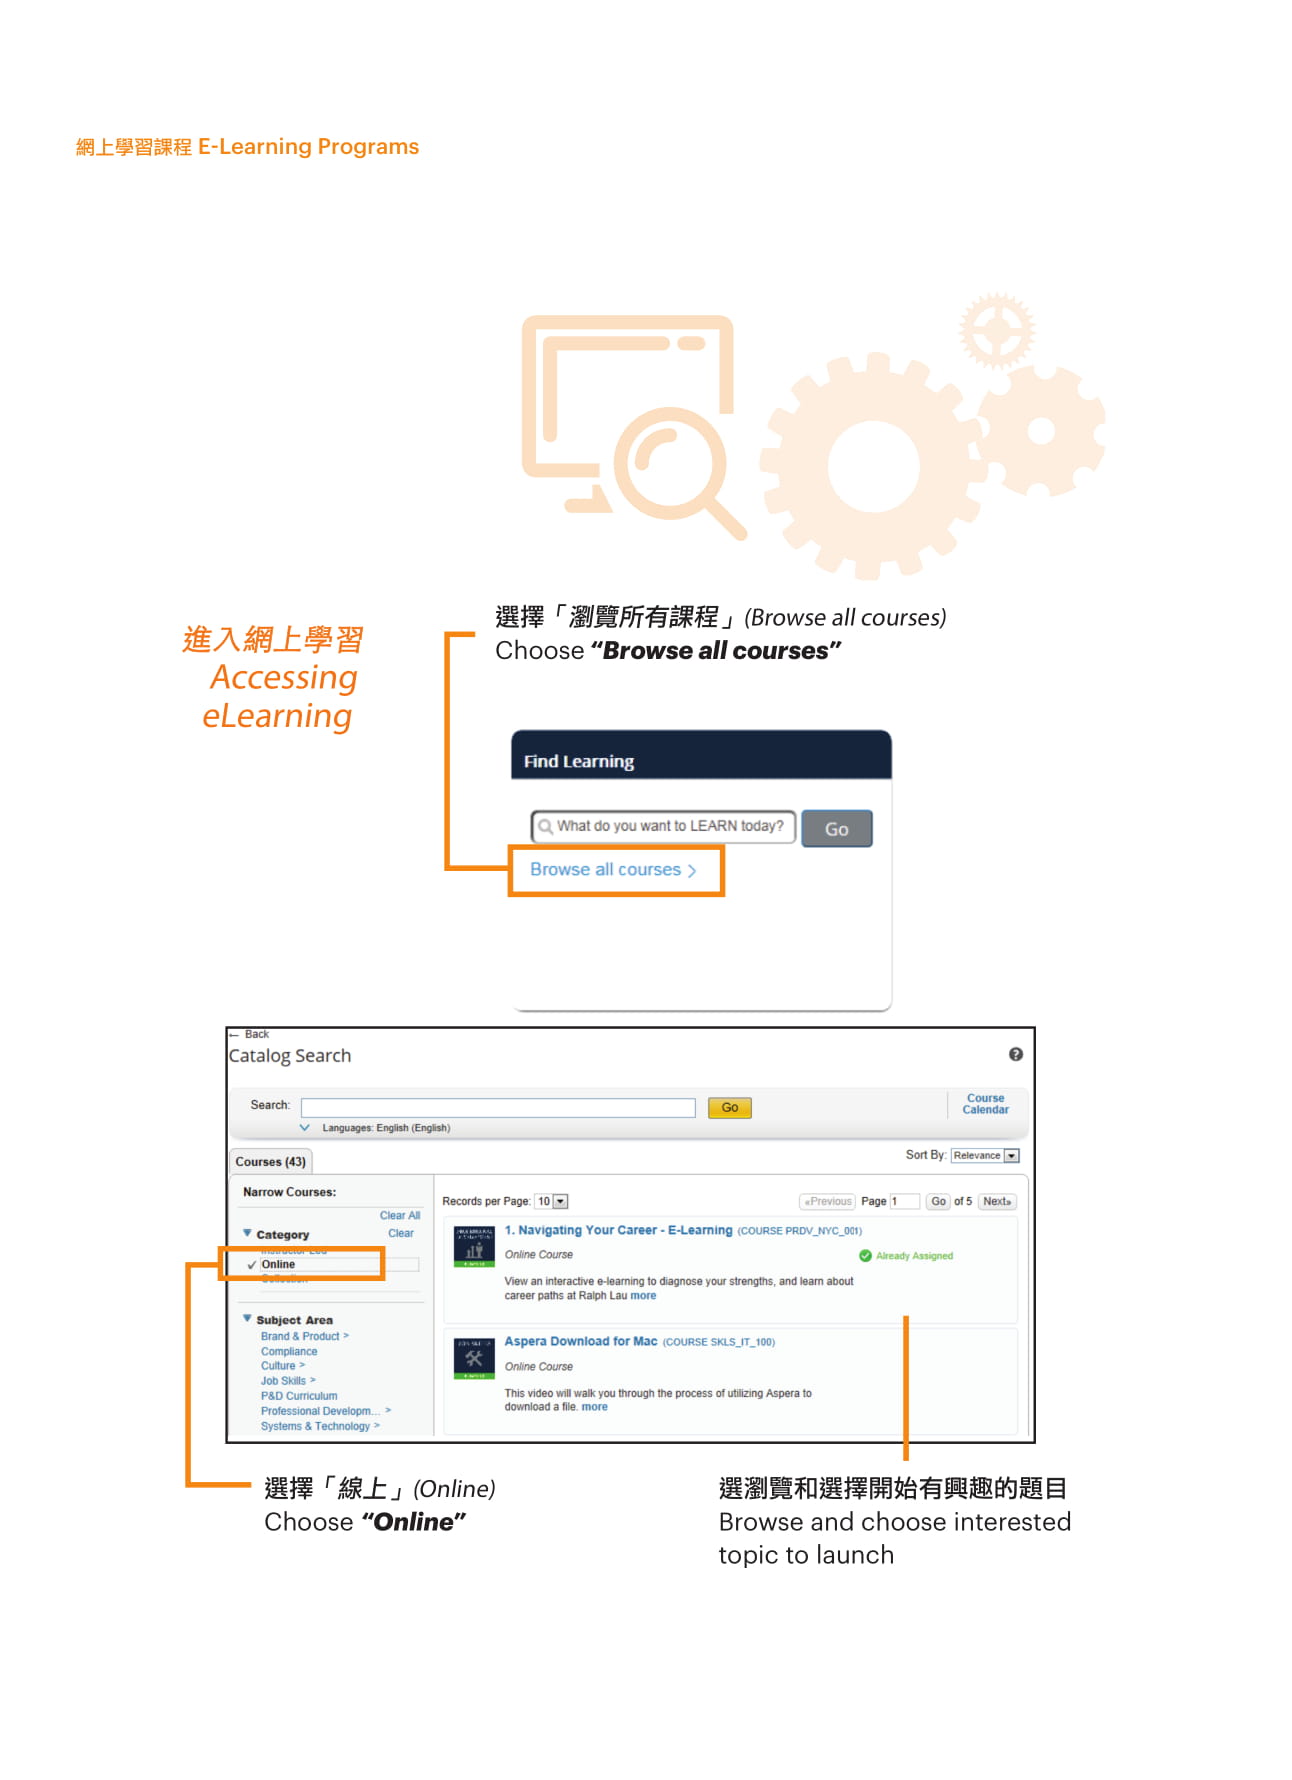 網上學習課程 E-Learning Programs
進入網上學習
Accessing
eLearning
選擇「瀏覽所有課程」(Browse all courses)
Choose “Browse all courses”
Find Learning
What do you want to LEARN today?
Go
Browse all courses >
← Back
Catalog Search
Search:
Go
Course
Calendar
Languages: English (English)
Courses (43)
Sort By: Relevance
Narrow Courses:
Clear All
Category Clear
Online
Subject Area
Brand & Product >
Compliance
Culture >
Job Skills >
P&D Curriculum
Professional Developm... >
Systems & Technology >
Records per Page: 10
«Previous Page 1 Go of 5 Next»
1. Navigating Your Career - E-Learning (COURSE PRDV_NYC_001)
Online Course
Already Assigned
View an interactive e-learning to diagnose your strengths, and learn about
career paths at Ralph Lau more
Aspera Download for Mac (COURSE SKLS_IT_100)
Online Course
This video will walk you through the process of utilizing Aspera to
download a file. more
選擇「線上」(Online)
Choose “Online”
選瀏覽和選擇開始有興趣的題目
Browse and choose interested
topic to launch